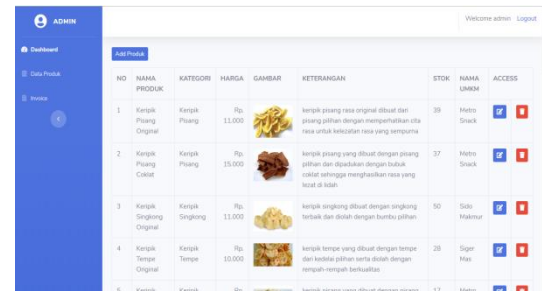 ADMIN
Welcome admin Logout
Dashboard
Data Produk
Invoice
Add Produk
NO NAMA PRODUK KATEGORI HARGA GAMBAR KETERANGAN STOK NAMA UMKM ACCESS
1 Keripik Pisang Original Keripik Pisang Rp. 11.000 keripik pisang rasa original dibuat dari pisang pilihan dengan memperhatikan cita rasa untuk kelezatan rasa yang sempurna 39 Metro Snack
2 Keripik Pisang Coklat Keripik Pisang Rp. 15.000 keripik pisang yang dibuat dengan pisang pilihan dan dipadukan dengan bubuk coklat sehingga menghasilkan rasa yang lezat di lidah 37 Metro Snack
3 Keripik Singkong Original Keripik Singkong Rp. 11.000 keripik singkong dibuat dengan singkong terbaik dan diolah dengan bumbu pilihan 50 Sido Makmur
4 Keripik Tempe Original Keripik Tempe Rp. 10.000 keripik tempe yang dibuat dengan tempe dari kedelai pilihan serta diolah dengan rempah-rempah berkualitas 28 Siger Mas